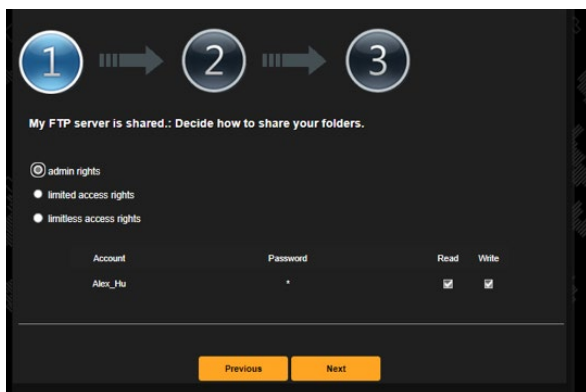 1 2 3
My FTP server is shared.: Decide how to share your folders.
admin rights
limited access rights
limitless access rights
Account Password Read Write
Alex_Hu *
Previous Next